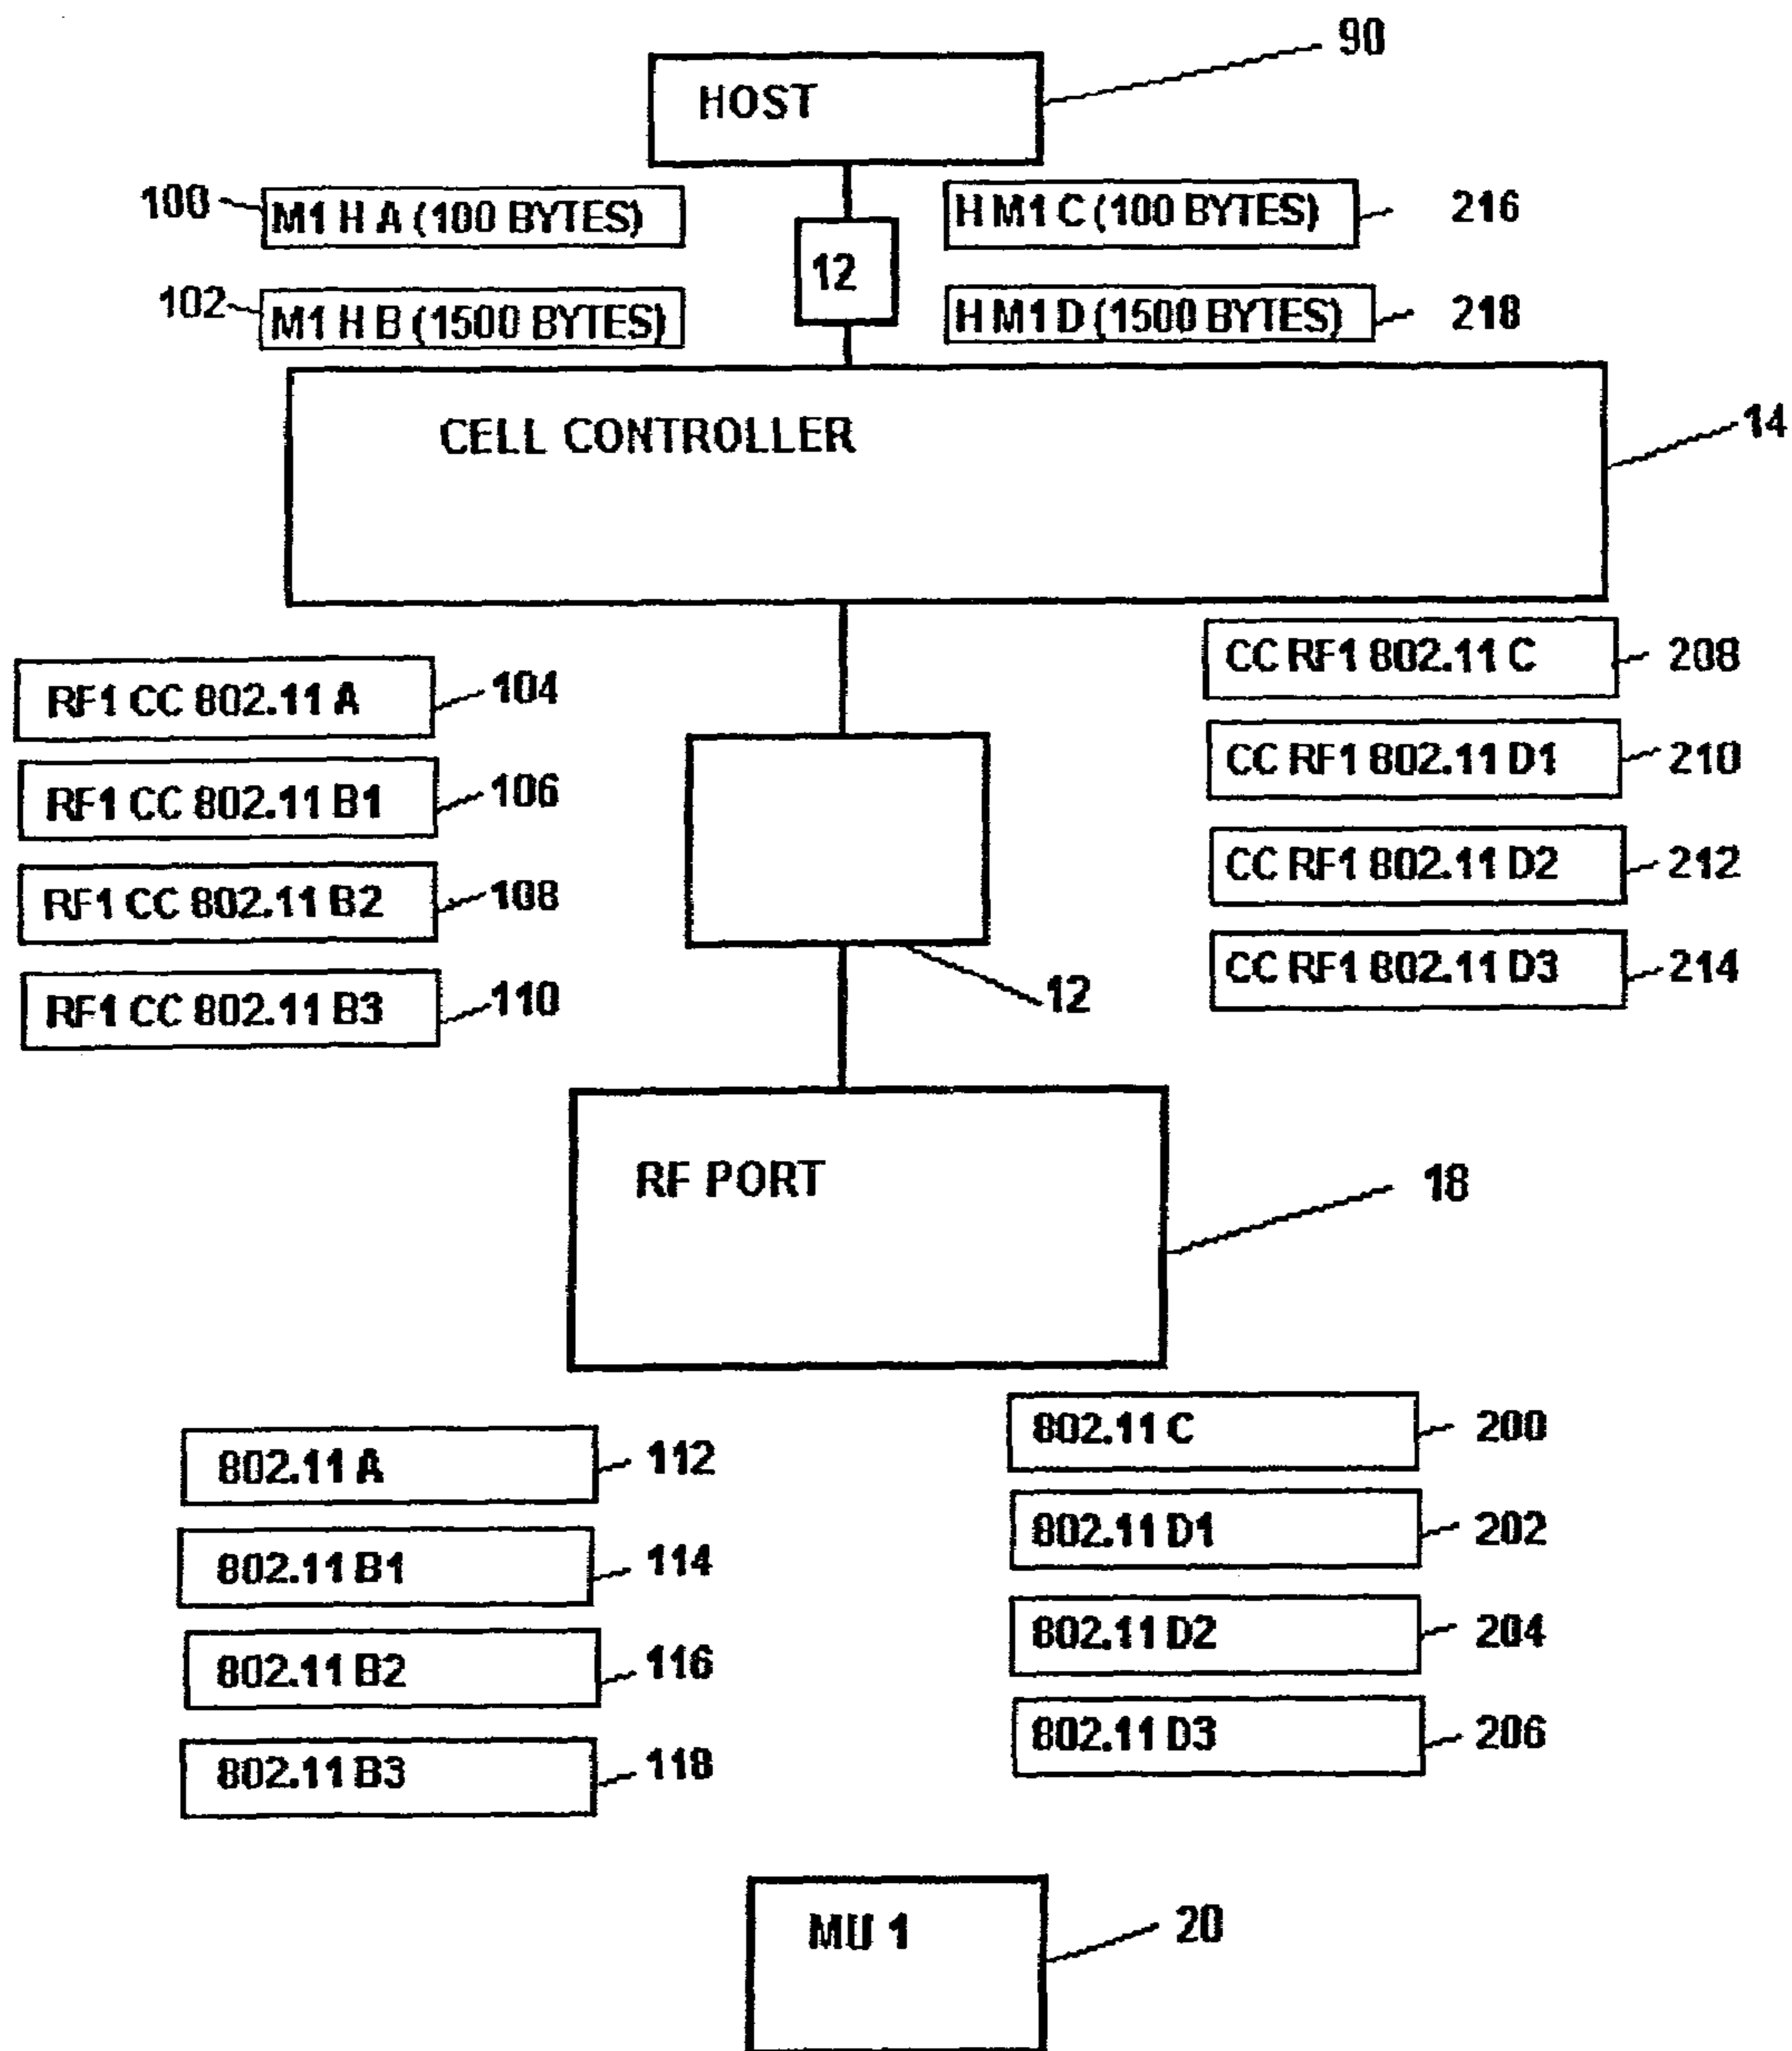 90
HOST
100
M1 H A (100 BYTES)
H M1 C (100 BYTES)
216
12
102
M1 H B (1500 BYTES)
H M1 D (1500 BYTES)
218
CELL CONTROLLER
14
RF1 CC 802.11 A
104
CC RF1 802.11 C
208
RF1 CC 802.11 B1
106
CC RF1 802.11 D1
210
RF1 CC 802.11 B2
108
CC RF1 802.11 D2
212
RF1 CC 802.11 B3
110
12
CC RF1 802.11 D3
214
RF PORT
18
802.11 A
112
802.11 C
200
802.11 B1
114
802.11 D1
202
802.11 B2
116
802.11 D2
204
802.11 B3
118
802.11 D3
206
MU 1
20